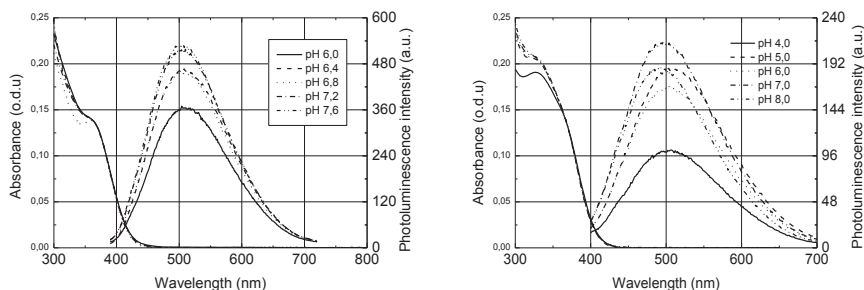 0,25
0,20
0,15
0,10
0,05
0,00
Absorbance (o.d.u)
600
480
360
240
120
0
Photoluminescence intensity (a.u.)
pH 6,0
pH 6,4
pH 6,8
pH 7,2
pH 7,6
300 400 500 600 700 800
Wavelength (nm)
0,25
0,20
0,15
0,10
0,05
0,00
Absorbance (o.d.u)
240
192
144
96
48
0
Photoluminescence intensity (a.u.)
pH 4,0
pH 5,0
pH 6,0
pH 7,0
pH 8,0
300 400 500 600 700
Wavelength (nm)